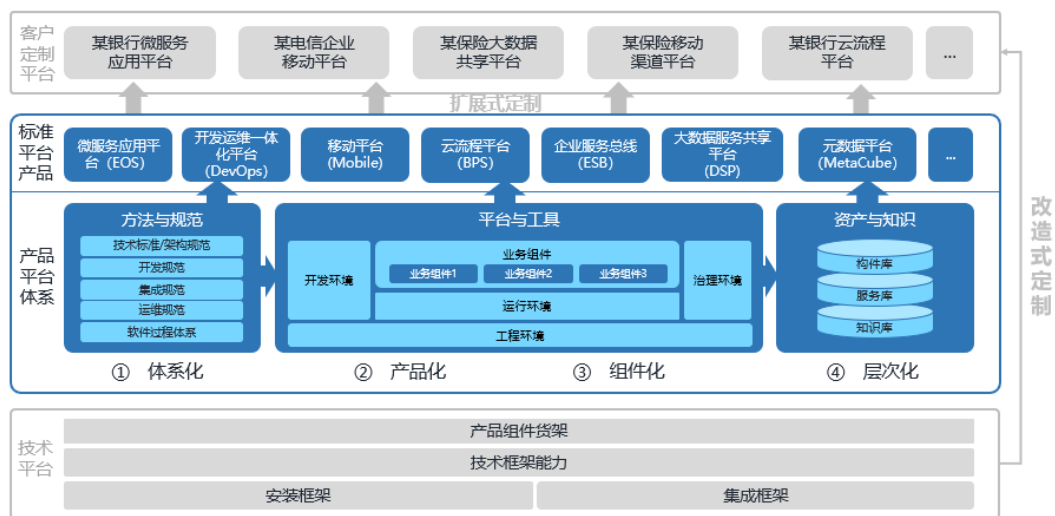 客户
定制
平台
某银行微服务
应用平台
某电信企业
移动平台
某保险大数据
共享平台
某保险移动
渠道平台
某银行云流程
平台
...
扩展式定制
标准
平台
产品
微服务应用平
台 (EOS)
开发运维一体
化平台
(DevOps)
移动平台
(Mobile)
云流程平台
(BPS)
企业服务总线
(ESB)
大数据服务共享
平台
(DSP)
元数据平台
(MetaCube)
...
产品
平台
体系
方法与规范
技术标准/架构规范
开发规范
集成规范
运维规范
软件过程体系
平台与工具
开发环境
业务组件
业务组件1
业务组件2
业务组件3
运行环境
治理环境
工程环境
资产与知识
构件库
服务库
知识库
① 体系化
② 产品化
③ 组件化
④ 层次化
改造式定制
技术
平台
产品组件货架
技术框架能力
安装框架
集成框架